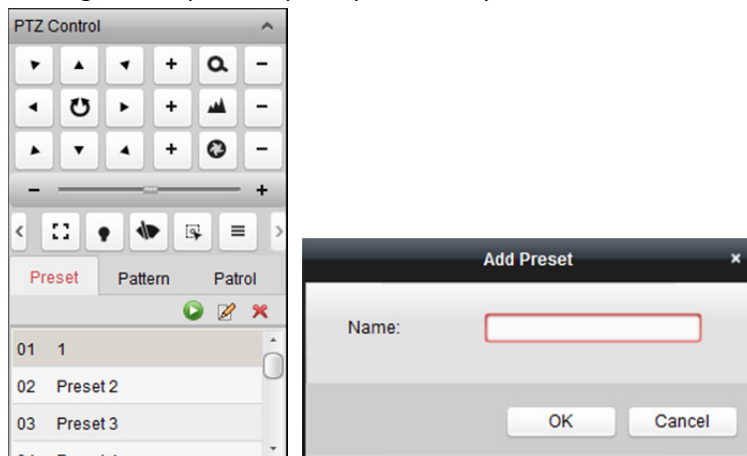 PTZ Control
Preset Pattern Patrol
01 1
02 Preset 2
03 Preset 3
Add Preset
Name:
OK Cancel